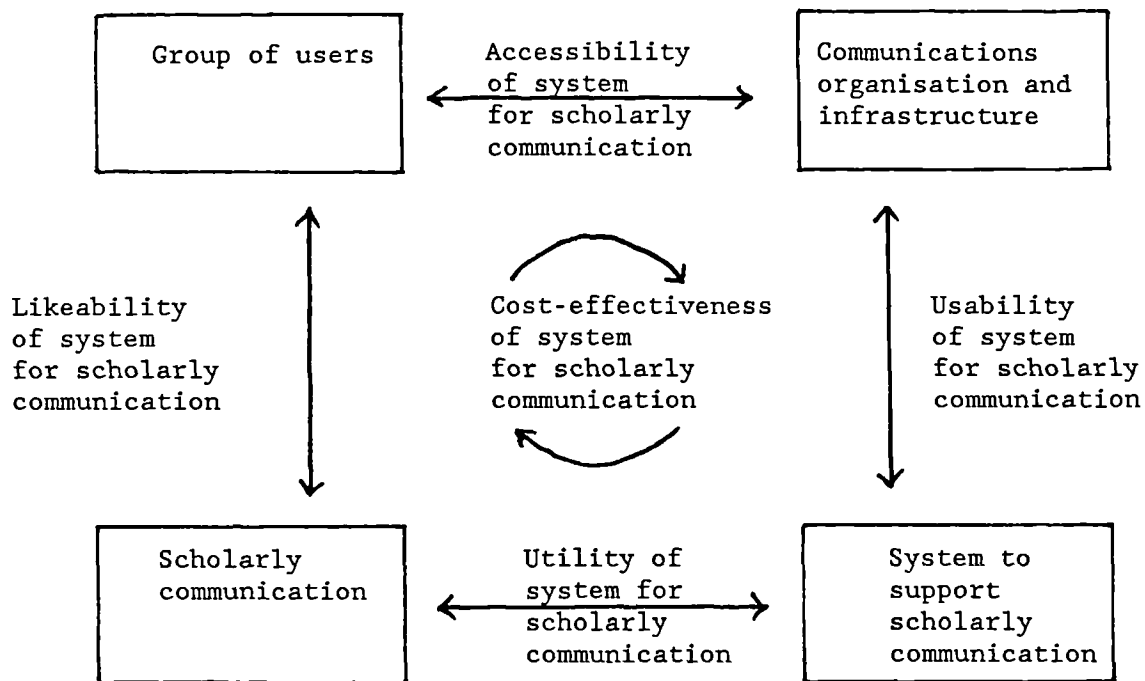 Group of users
Accessibility
of system
for scholarly
communication
Communications
organisation and
infrastructure
Likeability
of system
for scholarly
communication
Cost-effectiveness
of system
for scholarly
communication
Usability
of system
for scholarly
communication
Scholarly
communication
Utility of
system for
scholarly
communication
System to
support
scholarly
communication